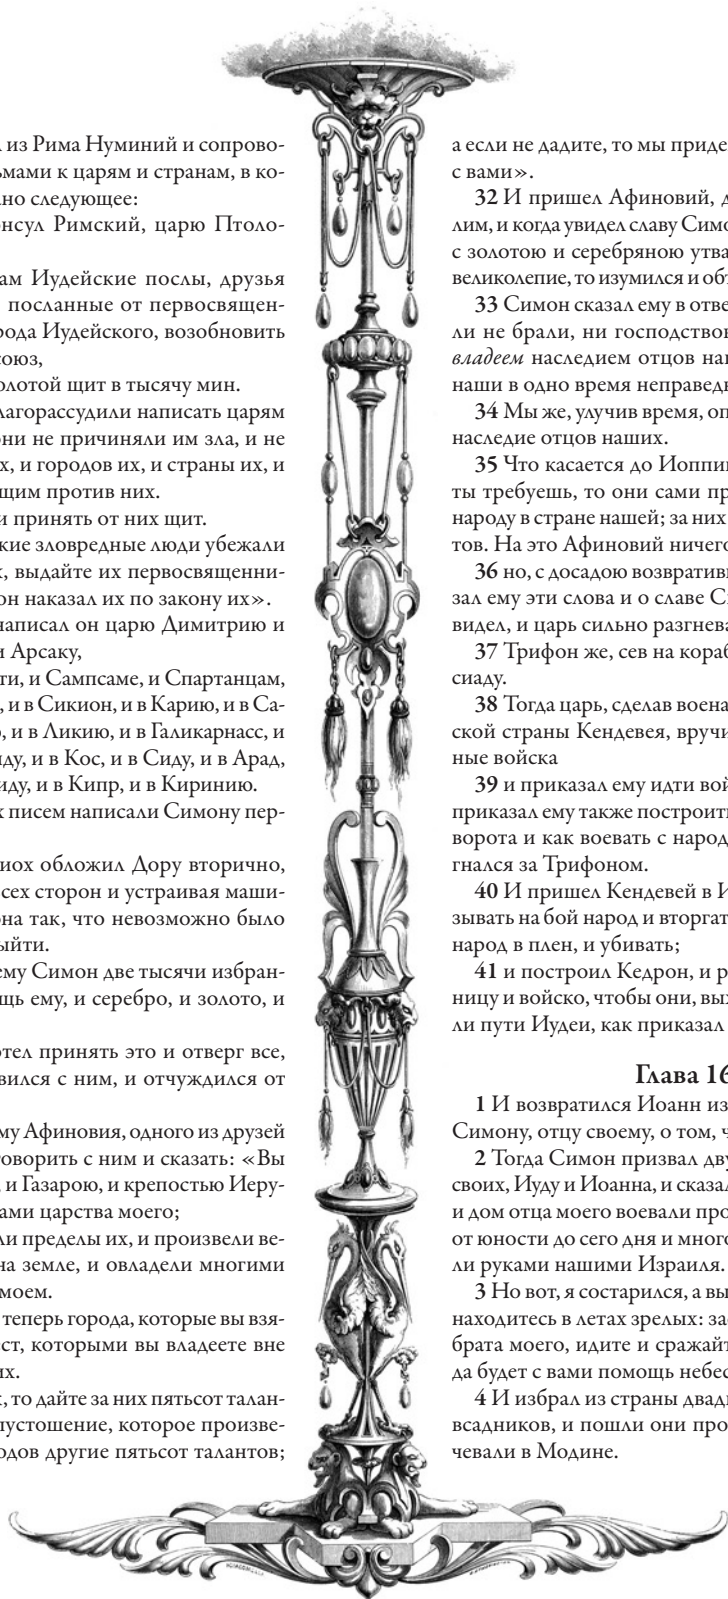 из Рима Нуминий и сопрово-
ьмами к царям и странам, в ко-
но следующее:
нсул Римский, царю Птоло-
ам Иудейские послы, друзья
посланные от первосвящен-
рода Иудейского, возобновить
союз,
олотой щит в тысячу мин.
лагорассудили написать царям
они не причиняли им зла, и не
х, и городов их, и страны их, и
щим против них.
и принять от них щит.
кие зловредные люди убежали
х, выдайте их первосвященни-
он наказал их по закону их».
написал он царю Димитрию и
и Арсаку,
ти, и Сампсаме, и Спартанцам,
, и в Сикион, и в Карию, и в Са-
, и в Ликию, и в Галикарнасс, и
ду, и в Кос, и в Сиду, и в Арад,
иду, и в Кипр, и в Киринию.
х писем написали Симону пер-
иох обложил Дору вторично,
сех сторон и устраивая маши-
она так, что невозможно было
ыйти.
ему Симон две тысячи избран-
щь ему, и серебро, и золото, и
отел принять это и отверг все,
вился с ним, и отчуждился от
му Афиновия, одного из друзей
говорить с ним и сказать: «Вы
и Газарою, и крепостью Иеру-
ами царства моего;
ли пределы их, и произвели ве-
на земле, и овладели многими
моем.
теперь города, которые вы взя-
ст, которыми вы владеете вне
их.
х, то дайте за них пятьсот талан-
пустошение, которое произве-
одов другие пятьсот талантов;
а если не дадите, то мы приде
с вами».
32 И пришел Афиновий, д
лим, и когда увидел славу Симо
с золотою и серебряною утва
великолепие, то изумился и объ
33 Симон сказал ему в отве
ли не брали, ни господствов
владеем наследием отцов на
наши в одно время неправедн
34 Мы же, улучив время, оп
наследие отцов наших.
35 Что касается до Иоппи
ты требуешь, то они сами пр
народу в стране нашей; за них
тов. На это Афиновий ничего
36 но, с досадою возврати
зал ему эти слова и о славе С
видел, и царь сильно разгнева
37 Трифон же, сев на кораб
сиаду.
38 Тогда царь, сделав воена
ской страны Кендевея, вручи
ные войска
39 и приказал ему идти вой
приказал ему также построит
ворота и как воевать с народ
гнался за Трифоном.
40 И пришел Кендевей в И
зывать на бой народ и вторгат
народ в плен, и убивать;
41 и построил Кедрон, и р
ницу и войско, чтобы они, вы
ли пути Иудеи, как приказал
Глава 16
1 И возвратился Иоанн из
Симону, отцу своему, о том, ч
2 Тогда Симон призвал дву
своих, Иуду и Иоанна, и сказал
и дом отца моего воевали про
от юности до сего дня и много
ли руками нашими Израиля.
3 Но вот, я состарился, а вы
находитесь в летах зрелых: за
брата моего, идите и сражайт
да будет с вами помощь небес
4 И избрал из страны двад
всадников, и пошли они про
чевали в Модине.